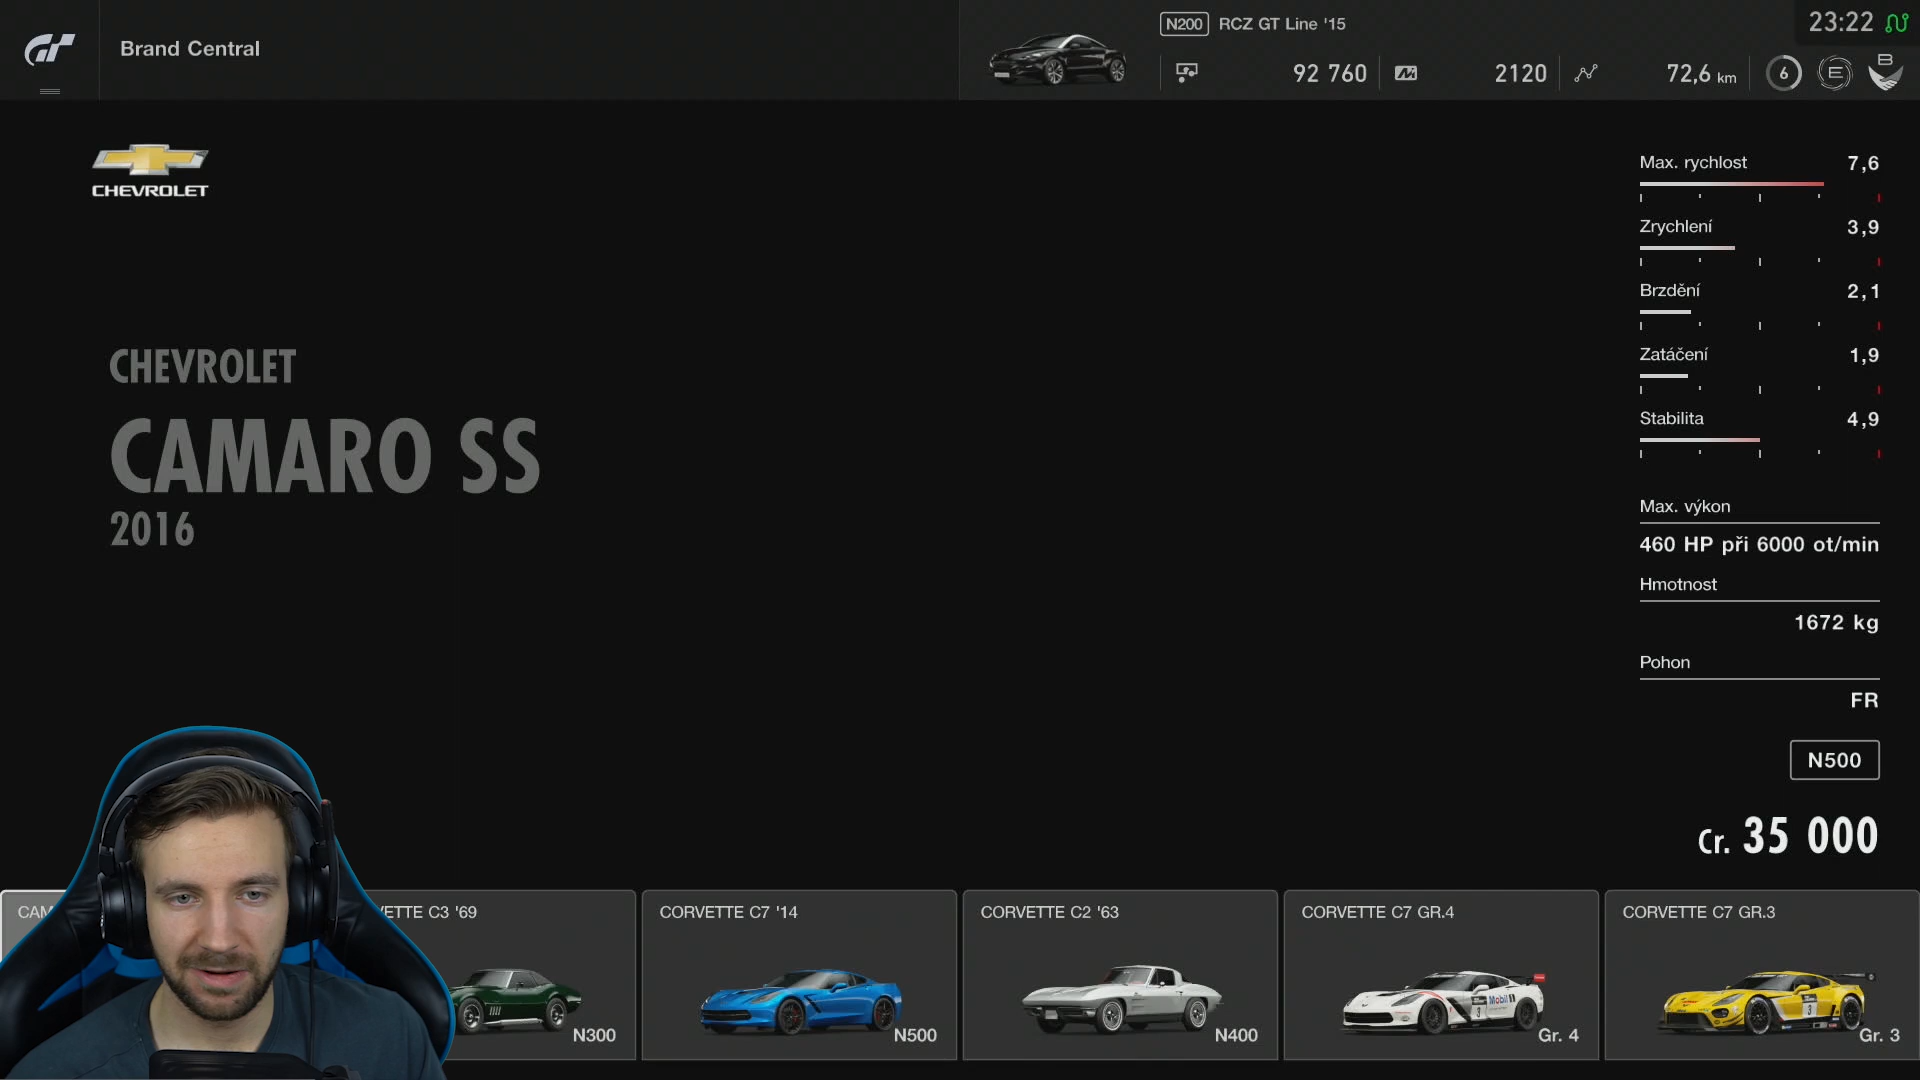 Brand Central
N200 RCZ GT Line '15
92 760
2120
72,6 km
6
E
B
23:22
CHEVROLET
CHEVROLET
CAMARO SS
2016
Max. rychlost 7,6
Zrychlení 3,9
Brzdění 2,1
Zatáčení 1,9
Stabilita 4,9
Max. výkon
460 HP při 6000 ot/min
Hmotnost
1672 kg
Pohon
FR
N500
Cr. 35 000
CORVETTE C7 '14
N500
CORVETTE C2 '63
N400
CORVETTE C7 GR.4
Mobil 1
3
Gr. 4
CORVETTE C7 GR.3
3
Gr. 3
C3 '69
N300